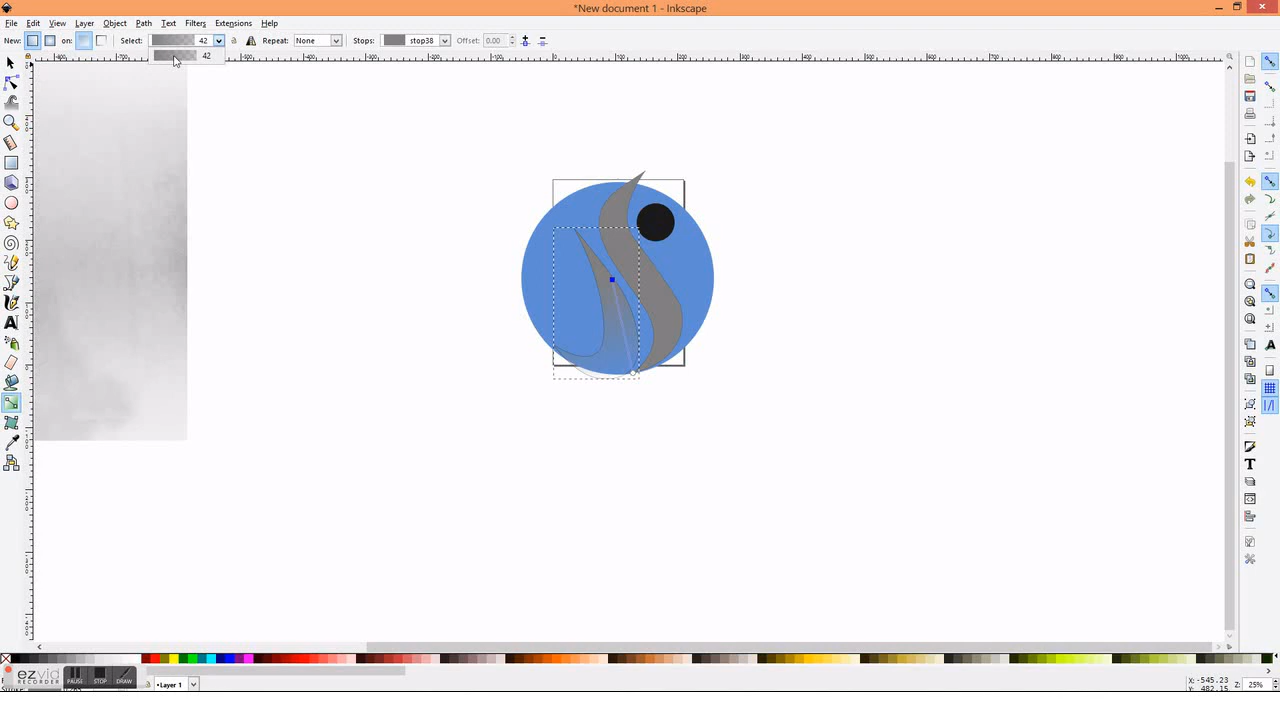 *New document 1 - Inkscape
File Edit View Layer Object Path Text Filters Extensions Help
New: on: Select: 42 Repeat: None Stops: stop38 Offset: 0.00
42
ezvid
RECORDER
PAUSE STOP DRAW
•Layer 1
X: -545.23
Y: 482.15
Z: 25%